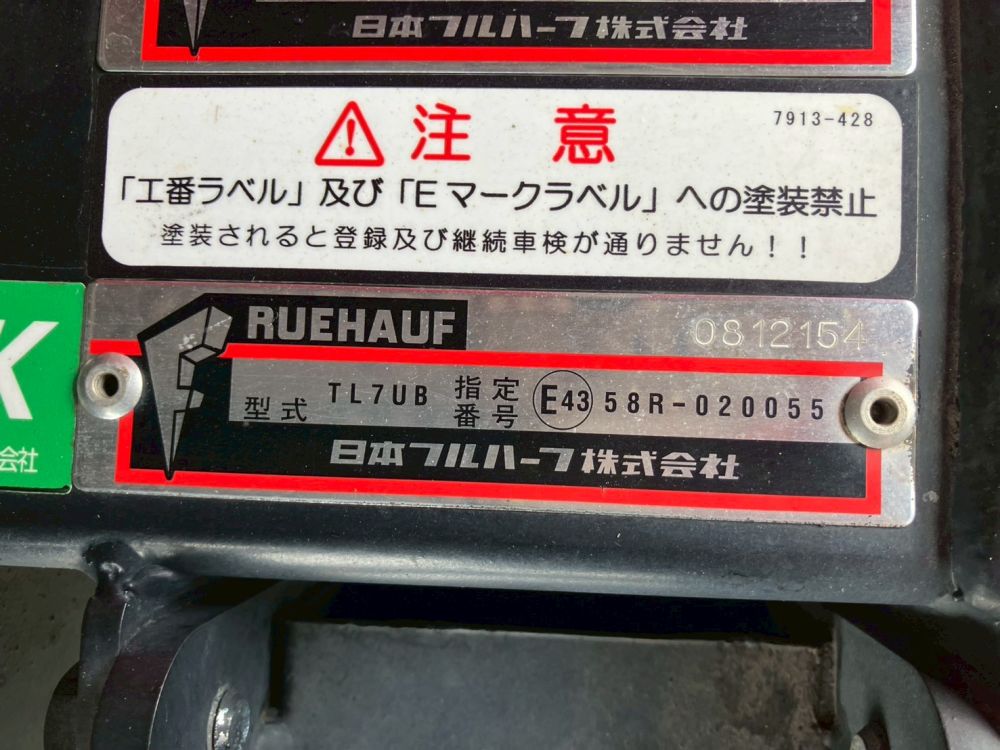 日本フルハーフ株式会社
注意
7913-428
「工番ラベル」及び「Eマークラベル」への塗装禁止
塗装されると登録及び継続車検が通りません！！
K
会社
FRUEHAUF
0812154
型式 TL7UB 指定番号 E43 58R-020055
日本フルハーフ株式会社